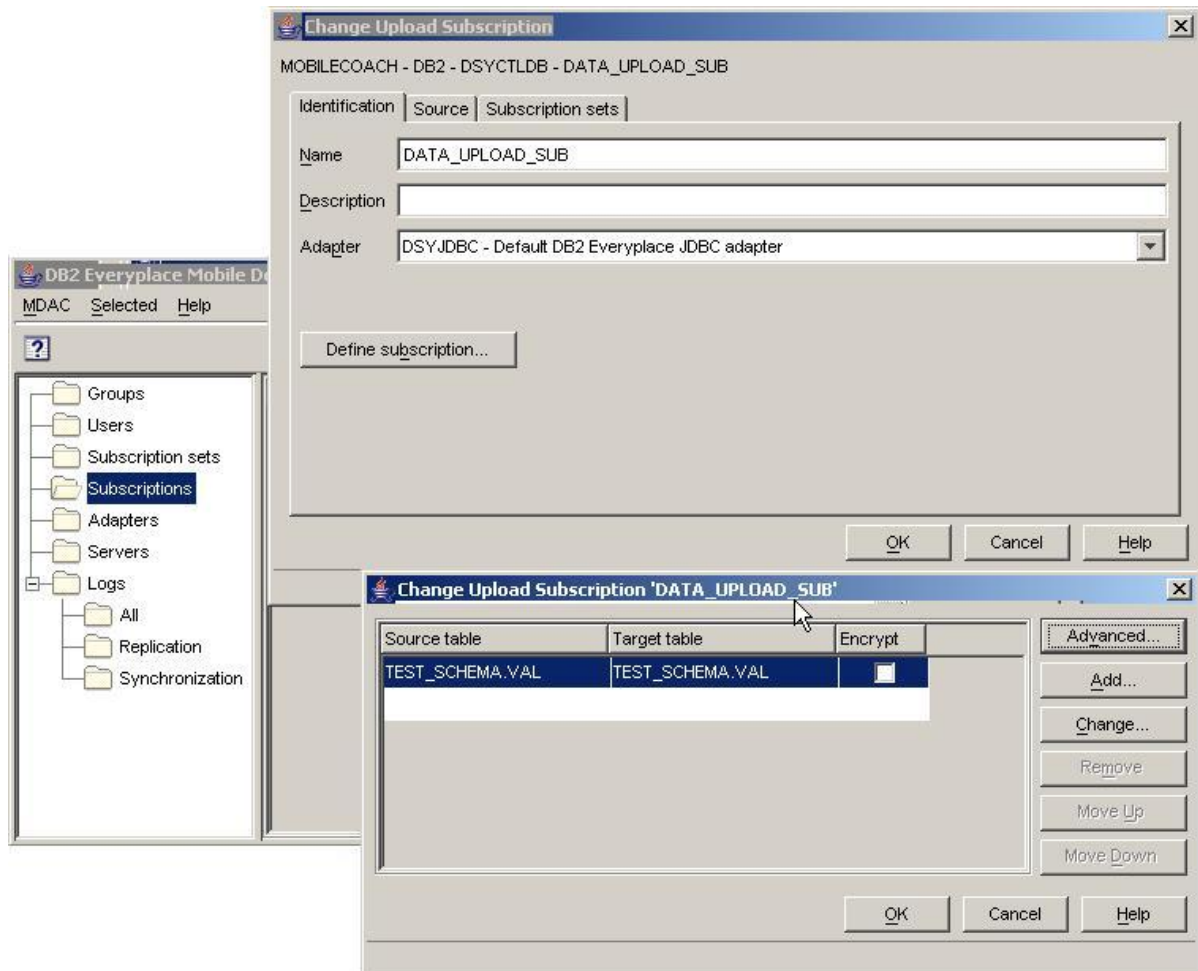 Change Upload Subscription
MOBILECOACH - DB2 - DSYCTLDB - DATA_UPLOAD_SUB
Identification Source Subscription sets
Name DATA_UPLOAD_SUB
Description
Adapter DSYJDBC - Default DB2 Everyplace JDBC adapter
Define subscription...
OK Cancel Help
DB2 Everyplace Mobile
MDAC Selected Help
Groups
Users
Subscription sets
Subscriptions
Adapters
Servers
Logs
All
Replication
Synchronization
Change Upload Subscription 'DATA_UPLOAD_SUB'
Source table Target table Encrypt
TEST_SCHEMA.VAL TEST_SCHEMA.VAL
Advanced...
Add...
Change...
Remove
Move Up
Move Down
OK Cancel Help